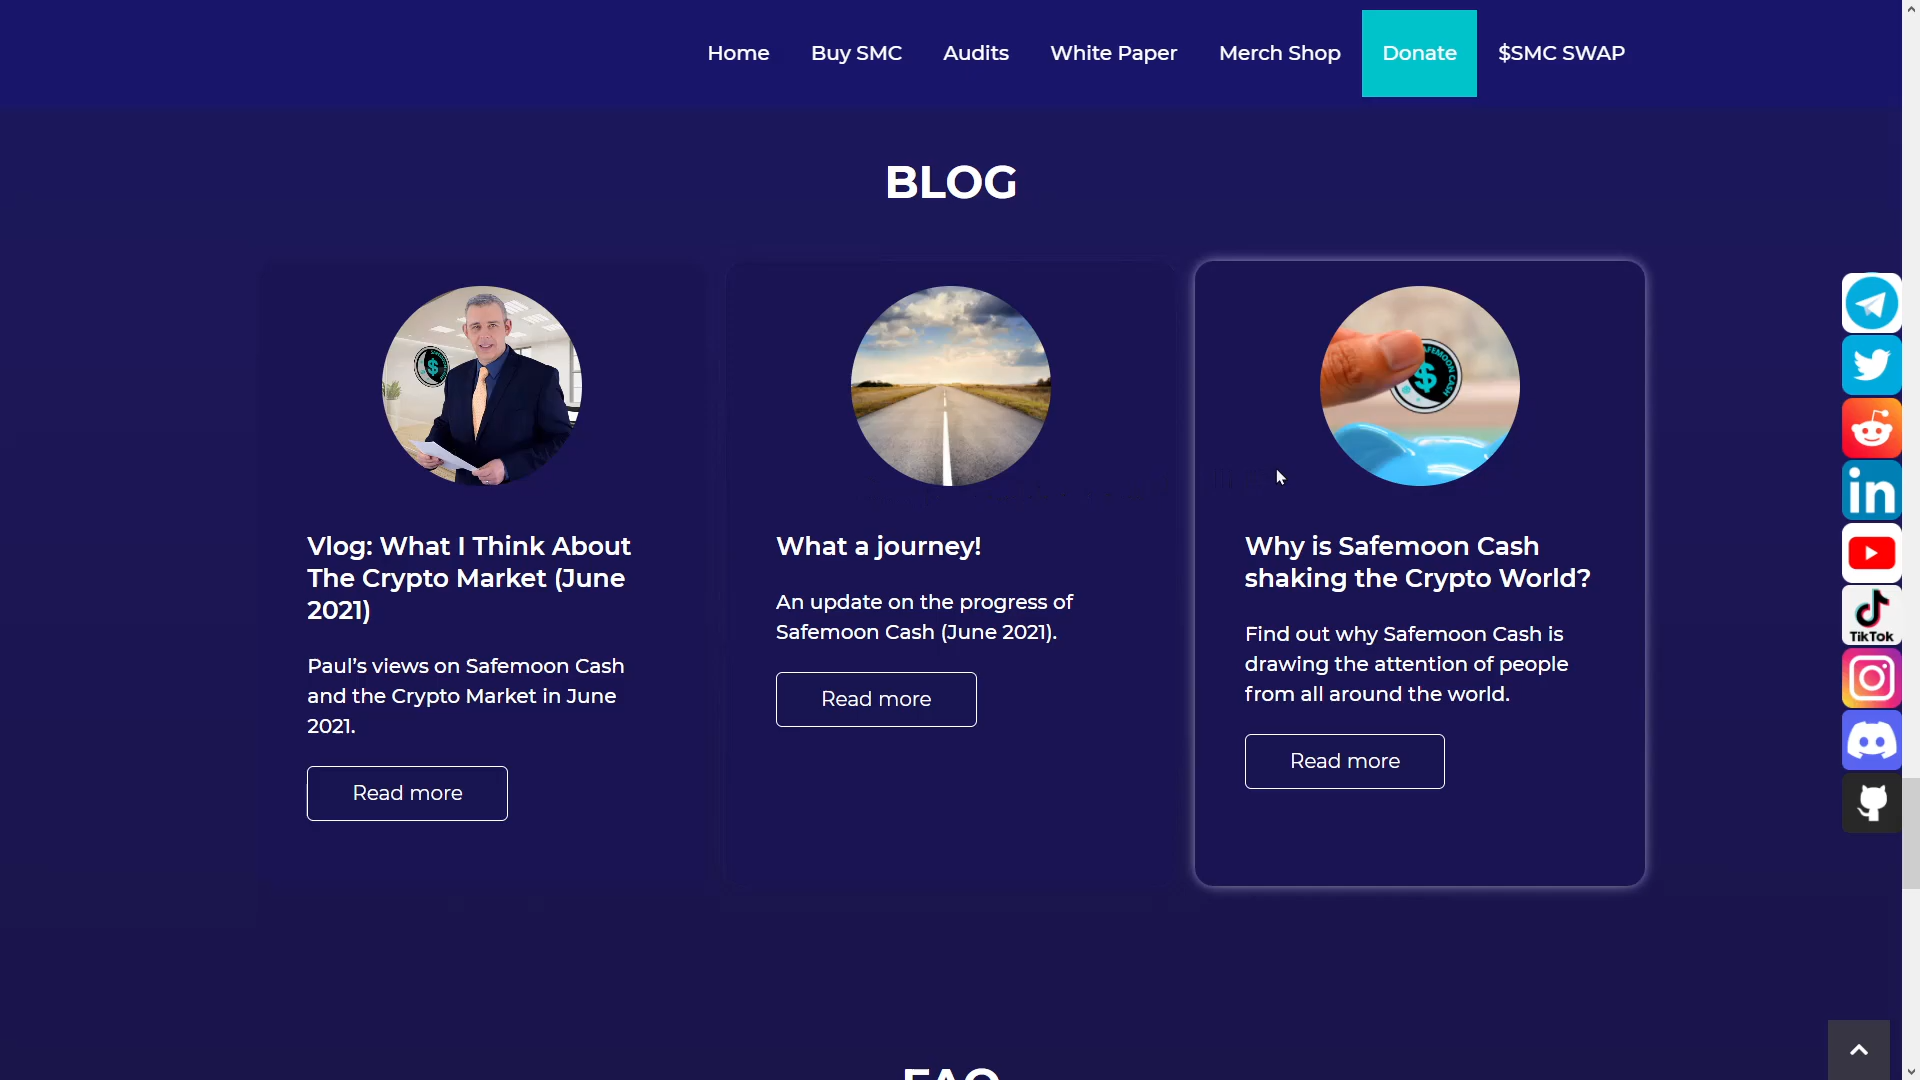 Home
Buy SMC
Audits
White Paper
Merch Shop
Donate
$SMC SWAP
BLOG
Vlog: What I Think About
The Crypto Market (June
2021)
Paul’s views on Safemoon Cash
and the Crypto Market in June
2021.
Read more
What a journey!
An update on the progress of
Safemoon Cash (June 2021).
Read more
SAFEMOON CASH
Why is Safemoon Cash
shaking the Crypto World?
Find out why Safemoon Cash is
drawing the attention of people
from all around the world.
Read more
in
TikTok
FAQ